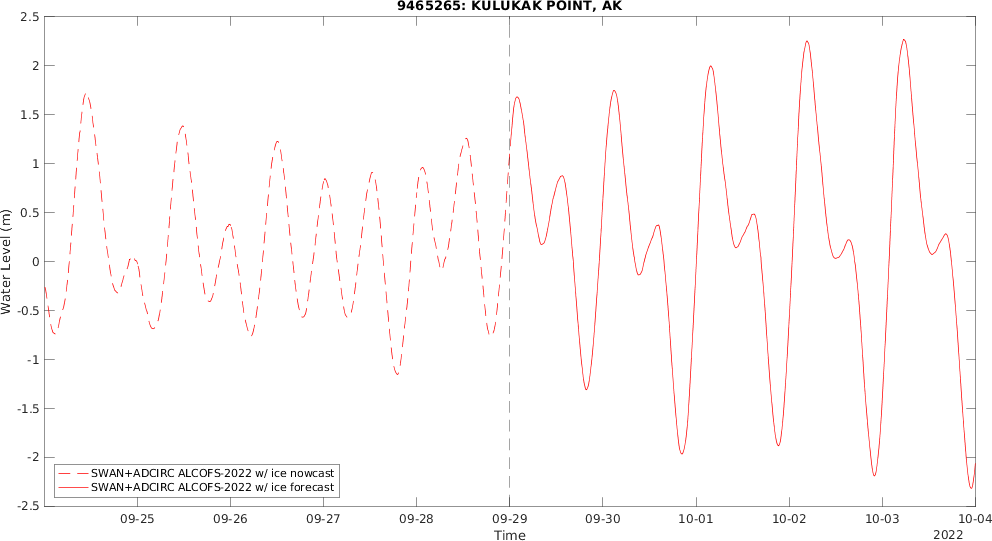 9465265: KULUKAK POINT, AK
2.5
2
1.5
1
0.5
0
-0.5
-1
-1.5
-2
-2.5
Water Level (m)
SWAN+ADCIRC ALCOFS-2022 w/ ice nowcast
SWAN+ADCIRC ALCOFS-2022 w/ ice forecast
09-25 09-26 09-27 09-28 09-29 09-30 10-01 10-02 10-03 10-04
Time
2022